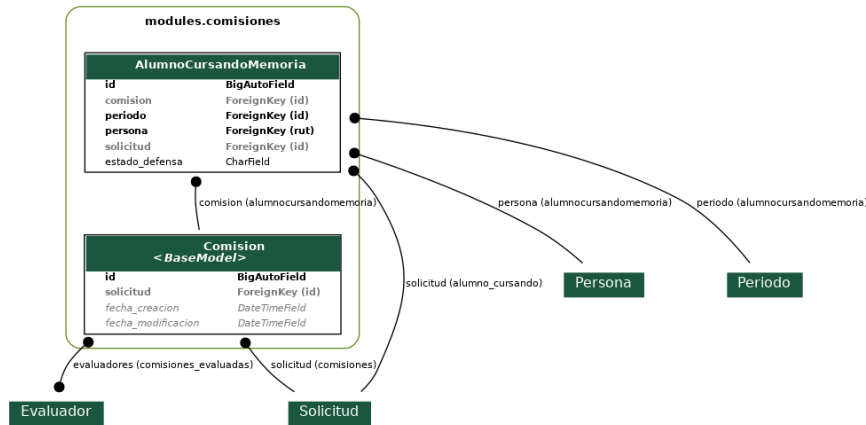 modules.comisiones
AlumnoCursandoMemoria
id BigAutoField
comision ForeignKey (id)
periodo ForeignKey (id)
persona ForeignKey (rut)
solicitud ForeignKey (id)
estado_defensa CharField
comision (alumnocursandomemoria)
persona (alumnocursandomemoria)
periodo (alumnocursandomemoria)
Comision
<BaseModel>
id BigAutoField
solicitud ForeignKey (id)
fecha_creacion DateTimeField
fecha_modificacion DateTimeField
solicitud (alumno_cursando)
Persona
Periodo
evaluadores (comisiones_evaluadas)
solicitud (comisiones)
Evaluador
Solicitud